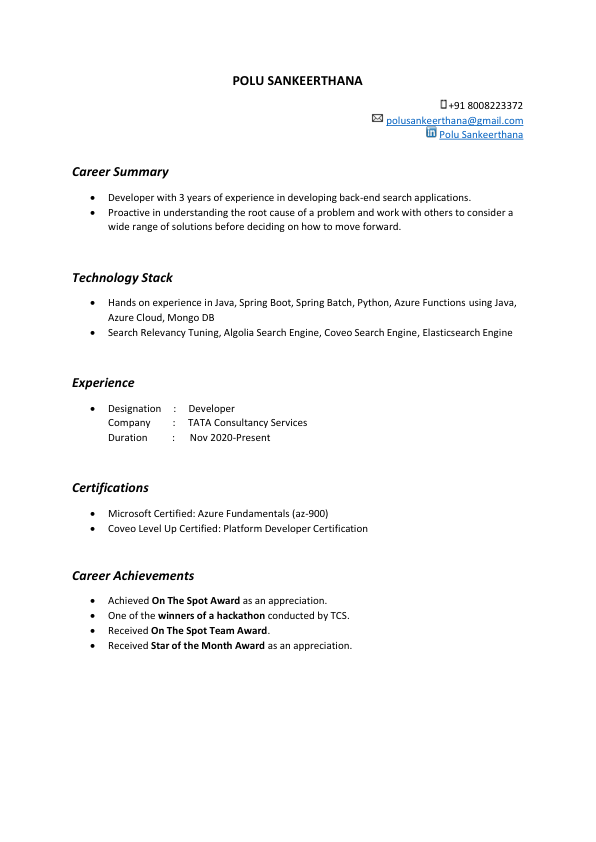 POLU SANKEERTHANA
+91 8008223372
polusankeerthana@gmail.com
Polu Sankeerthana
Career Summary
• Developer with 3 years of experience in developing back-end search applications.
• Proactive in understanding the root cause of a problem and work with others to consider a
wide range of solutions before deciding on how to move forward.
Technology Stack
• Hands on experience in Java, Spring Boot, Spring Batch, Python, Azure Functions using Java,
Azure Cloud, Mongo DB
• Search Relevancy Tuning, Algolia Search Engine, Coveo Search Engine, Elasticsearch Engine
Experience
• Designation : Developer
Company : TATA Consultancy Services
Duration : Nov 2020-Present
Certifications
• Microsoft Certified: Azure Fundamentals (az-900)
• Coveo Level Up Certified: Platform Developer Certification
Career Achievements
• Achieved On The Spot Award as an appreciation.
• One of the winners of a hackathon conducted by TCS.
• Received On The Spot Team Award.
• Received Star of the Month Award as an appreciation.